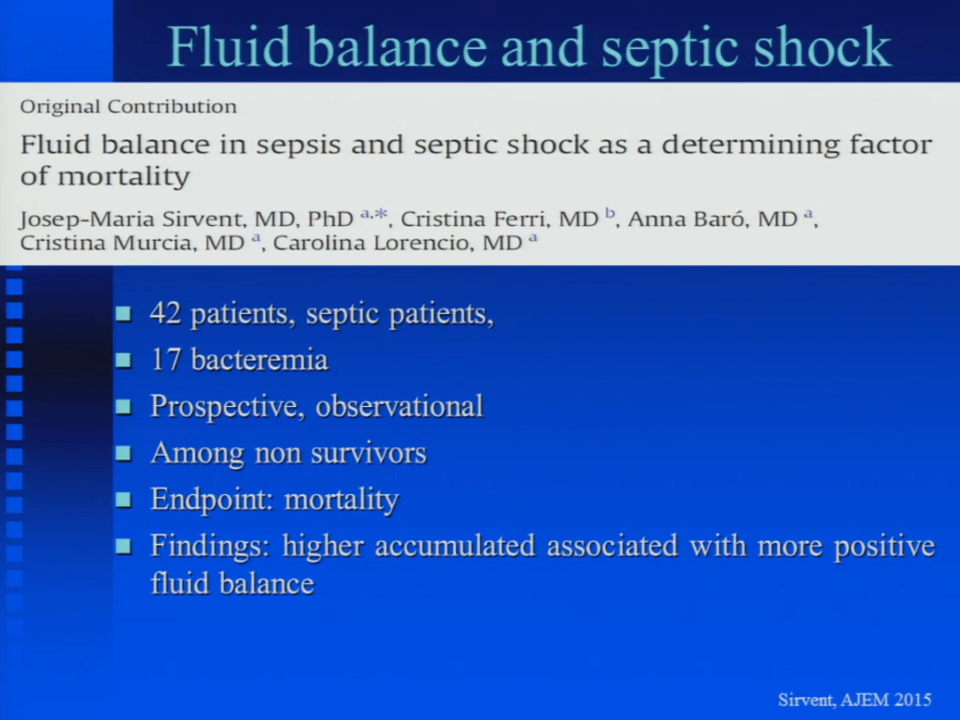 Fluid balance and septic shock
Original Contribution
Fluid balance in sepsis and septic shock as a determining factor
of mortality
Josep-Maria Sirvent, MD, PhD a,*, Cristina Ferri, MD b, Anna Baró, MD a,
Cristina Murcia, MD a, Carolina Lorencio, MD a
42 patients, septic patients,
17 bacteremia
Prospective, observational
Among non survivors
Endpoint: mortality
Findings: higher accumulated associated with more positive
fluid balance
Sirvent, AJEM 2015